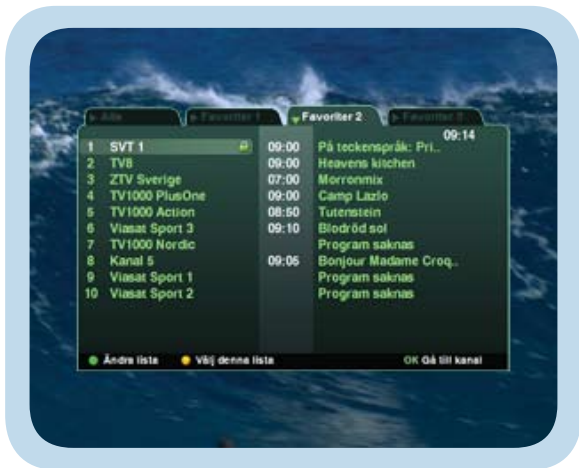 Alla Favoriter 1 Favoriter 2 Favoriter 3
09:14
1 SVT 1 09:00 På teckenspråk: Pri..
2 TV8 09:00 Heavens kitchen
3 ZTV Sverige 07:00 Morronmix
4 TV1000 PlusOne 09:00 Camp Lazlo
5 TV1000 Action 08:50 Tutenstein
6 Viasat Sport 3 09:10 Blodröd sol
7 TV1000 Nordic Program saknas
8 Kanal 5 09:05 Bonjour Madame Croq..
9 Viasat Sport 1 Program saknas
10 Viasat Sport 2 Program saknas
Ändra lista Välj denna lista OK Gå till kanal